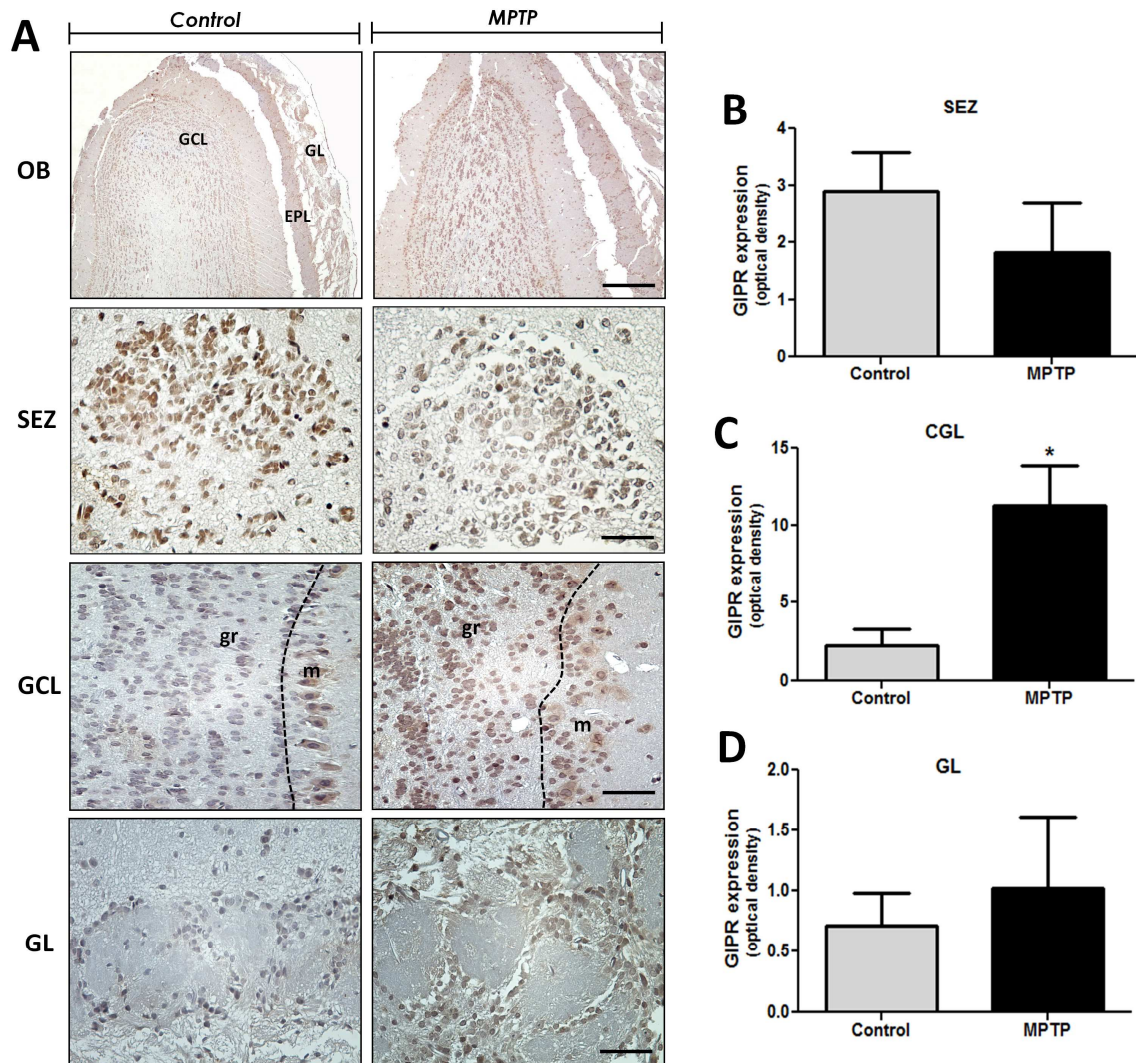 A
Control
MPTP
OB
GCL
GL
EPL
SEZ
GCL
gr
m
gr
m
GL
B
SEZ
GIPR expression
(optical density)
4
3
2
1
0
Control
MPTP
C
CGL
GIPR expression
(optical density)
15
10
5
0
*
Control
MPTP
D
GL
GIPR expression
(optical density)
2.0
1.5
1.0
0.5
0.0
Control
MPTP